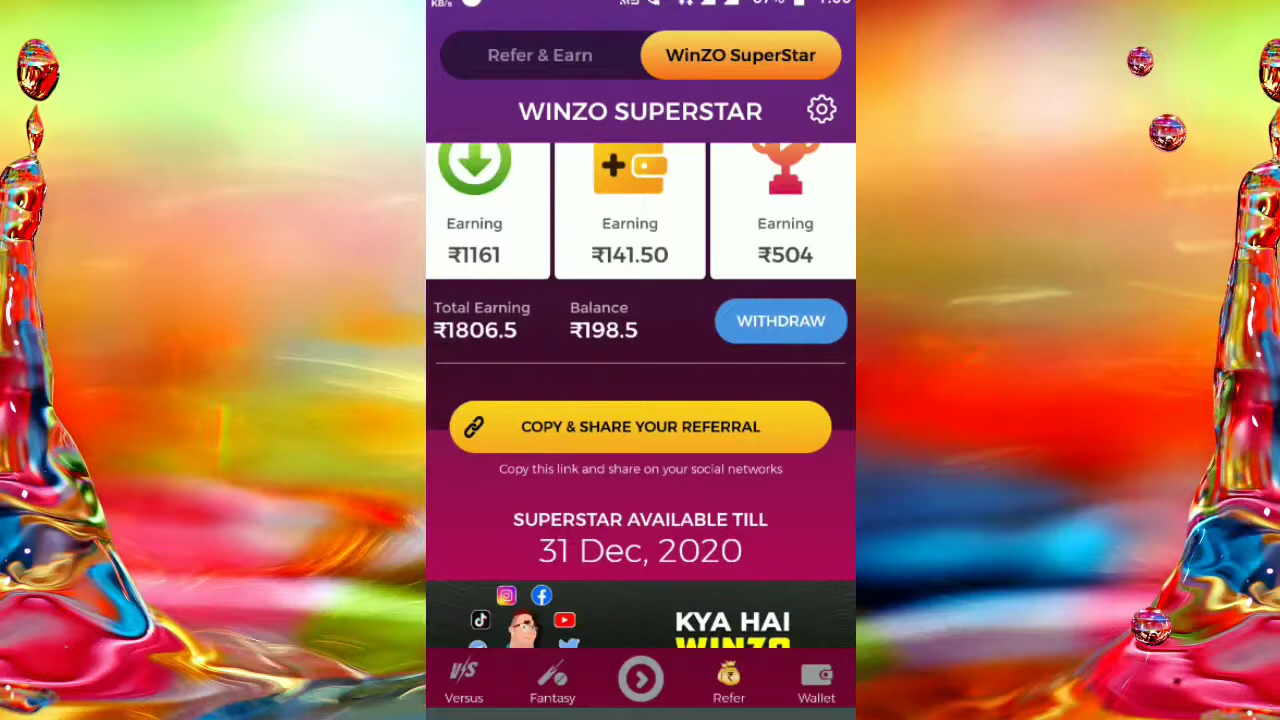 KB/s
Refer & Earn
WinZO SuperStar
WINZO SUPERSTAR
Earning
Earning
Earning
₹1161
₹141.50
₹504
Total Earning
Balance
₹1806.5
₹198.5
WITHDRAW
COPY & SHARE YOUR REFERRAL
Copy this link and share on your social networks
SUPERSTAR AVAILABLE TILL
31 Dec, 2020
KYA HAI
WINZO
V/S
Versus
Fantasy
Refer
Wallet